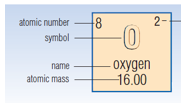 atomic number 8 2-
symbol O
name oxygen
atomic mass 16.00